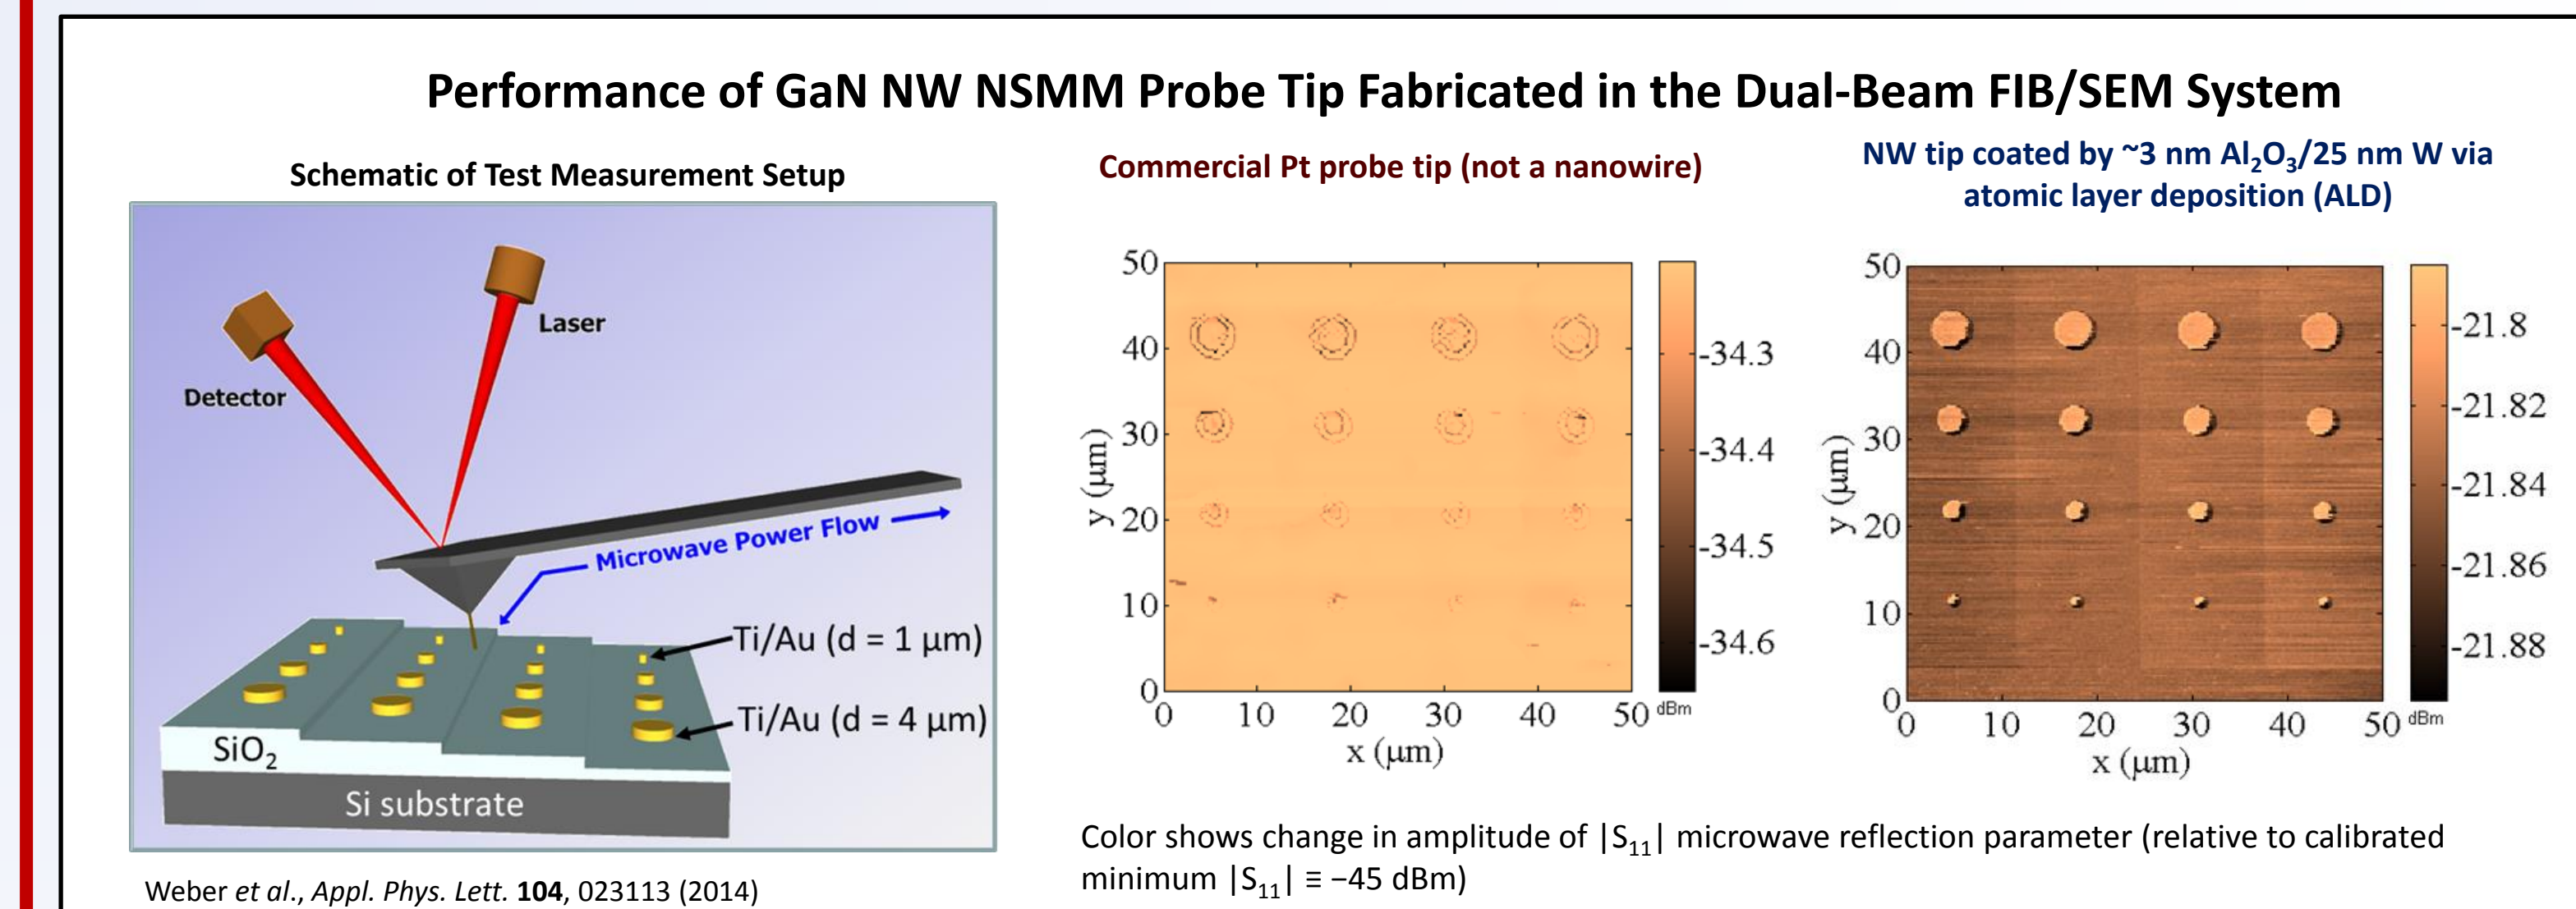 Performance of GaN NW NSMM Probe Tip Fabricated in the Dual-Beam FIB/SEM System
Schematic of Test Measurement Setup
Laser
Detector
Microwave Power Flow
Ti/Au (d = 1 µm)
Ti/Au (d = 4 µm)
SiO₂
Si substrate
Weber et al., Appl. Phys. Lett. 104, 023113 (2014)
Commercial Pt probe tip (not a nanowire)
50
40
30
20
10
0
y (µm)
0 10 20 30 40 50
x (µm)
-34.3
-34.4
-34.5
-34.6
dBm
NW tip coated by ~3 nm Al₂O₃/25 nm W via
atomic layer deposition (ALD)
50
40
30
20
10
0
y (µm)
0 10 20 30 40 50
x (µm)
-21.8
-21.82
-21.84
-21.86
-21.88
dBm
Color shows change in amplitude of |S₁₁| microwave reflection parameter (relative to calibrated
minimum |S₁₁| ≡ −45 dBm)